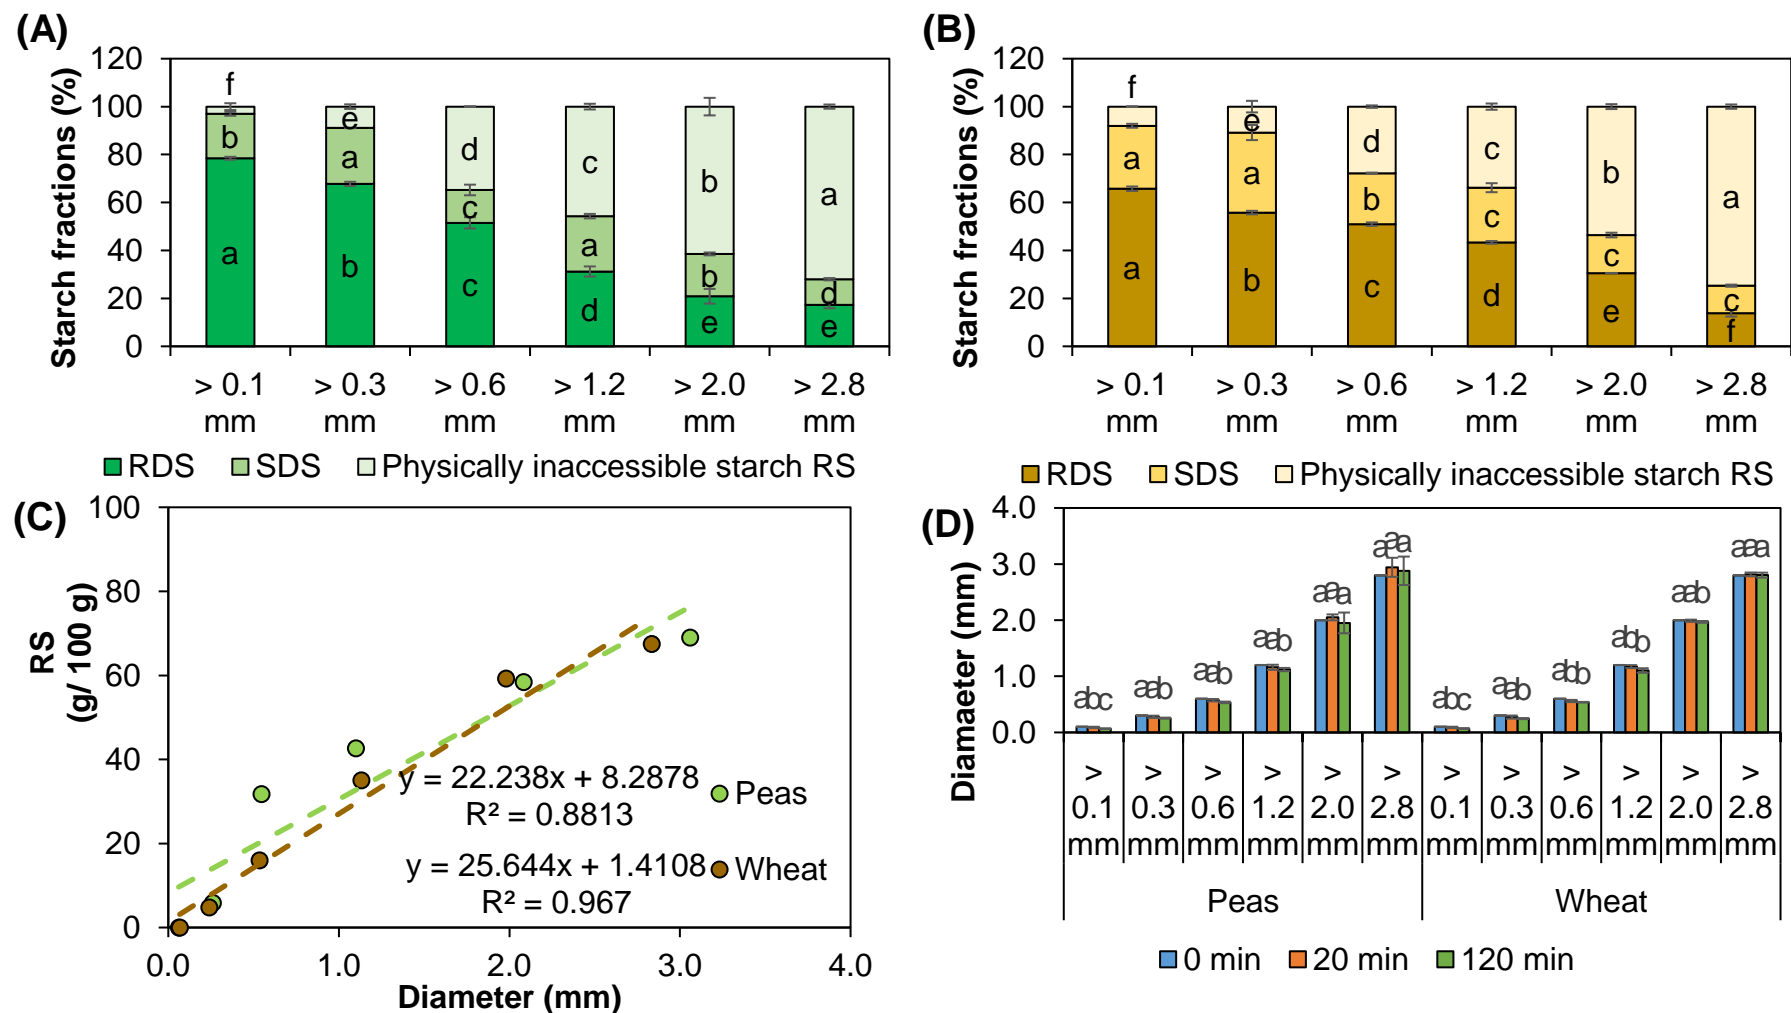 (A)
120
100
80
60
40
20
0
Starch fractions (%)
f
b
a
e
a
b
d
c
c
c
a
d
b
b
e
a
d
e
> 0.1 mm
> 0.3 mm
> 0.6 mm
> 1.2 mm
> 2.0 mm
> 2.8 mm
RDS SDS Physically inaccessible starch RS
(B)
120
100
80
60
40
20
0
Starch fractions (%)
f
a
a
e
a
b
d
b
c
c
c
d
b
c
e
a
c
f
> 0.1 mm
> 0.3 mm
> 0.6 mm
> 1.2 mm
> 2.0 mm
> 2.8 mm
RDS SDS Physically inaccessible starch RS
(C)
100
80
60
40
20
0
RS
(g/ 100 g)
y = 22.238x + 8.2878
R² = 0.8813
Peas
y = 25.644x + 1.4108
R² = 0.967
Wheat
0.0 1.0 2.0 3.0 4.0
Diameter (mm)
(D)
4.0
3.0
2.0
1.0
0.0
Diamaeter (mm)
abc aab aab aab aaa aaa abc aab abb abb aab aaa
> 0.1 mm
> 0.3 mm
> 0.6 mm
> 1.2 mm
> 2.0 mm
> 2.8 mm
> 0.1 mm
> 0.3 mm
> 0.6 mm
> 1.2 mm
> 2.0 mm
> 2.8 mm
Peas Wheat
0 min 20 min 120 min